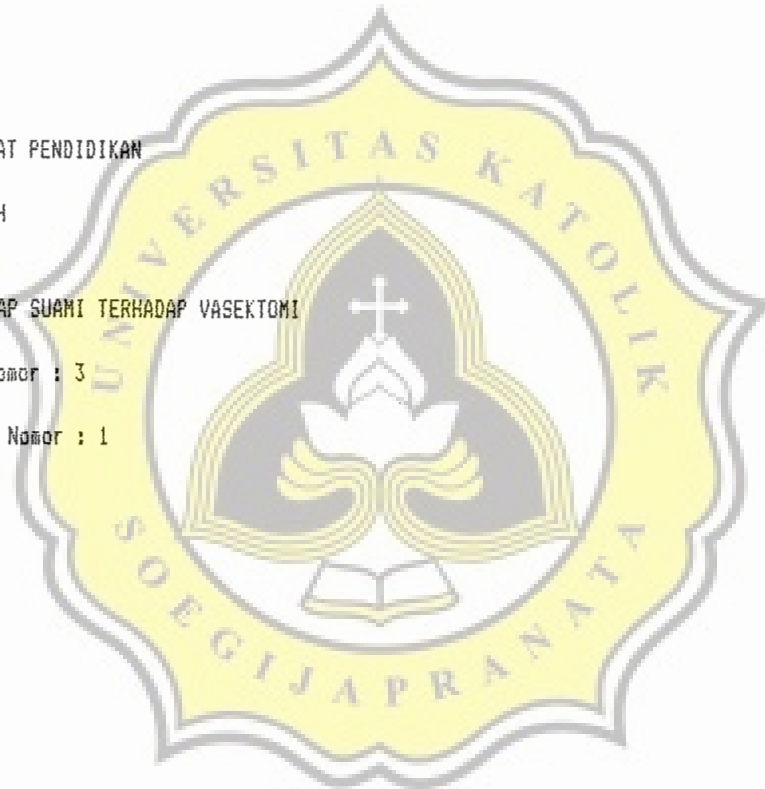 AT PENDIDIKAN
H
AP SUAMI TERHADAP VASEKTOMI
omor : 3
Nomor : 1
UNIVERSITAS KATOLIK
SOEGIJAPRANATA